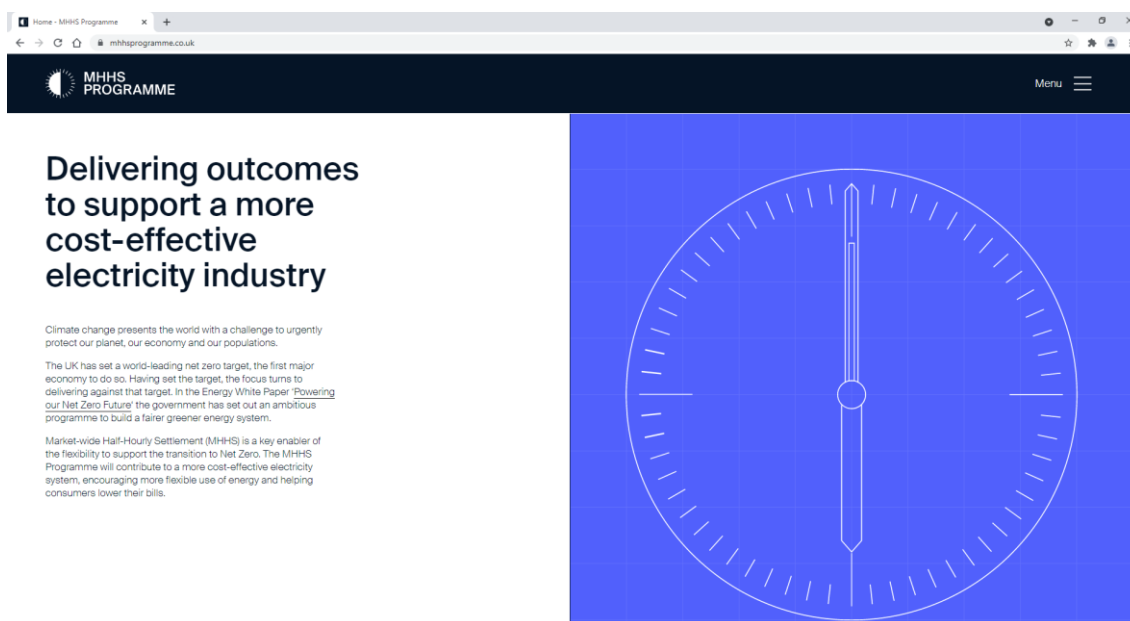 Home - MHHS Programme
mhhsprogramme.co.uk
MHHS
PROGRAMME
Menu
Delivering outcomes
to support a more
cost-effective
electricity industry
Climate change presents the world with a challenge to urgently
protect our planet, our economy and our populations.
The UK has set a world-leading net zero target, the first major
economy to do so. Having set the target, the focus turns to
delivering against that target. In the Energy White Paper 'Powering
our Net Zero Future' the government has set out an ambitious
programme to build a fairer greener energy system.
Market-wide Half-Hourly Settlement (MHHS) is a key enabler of
the flexibility to support the transition to Net Zero. The MHHS
Programme will contribute to a more cost-effective electricity
system, encouraging more flexible use of energy and helping
consumers lower their bills.